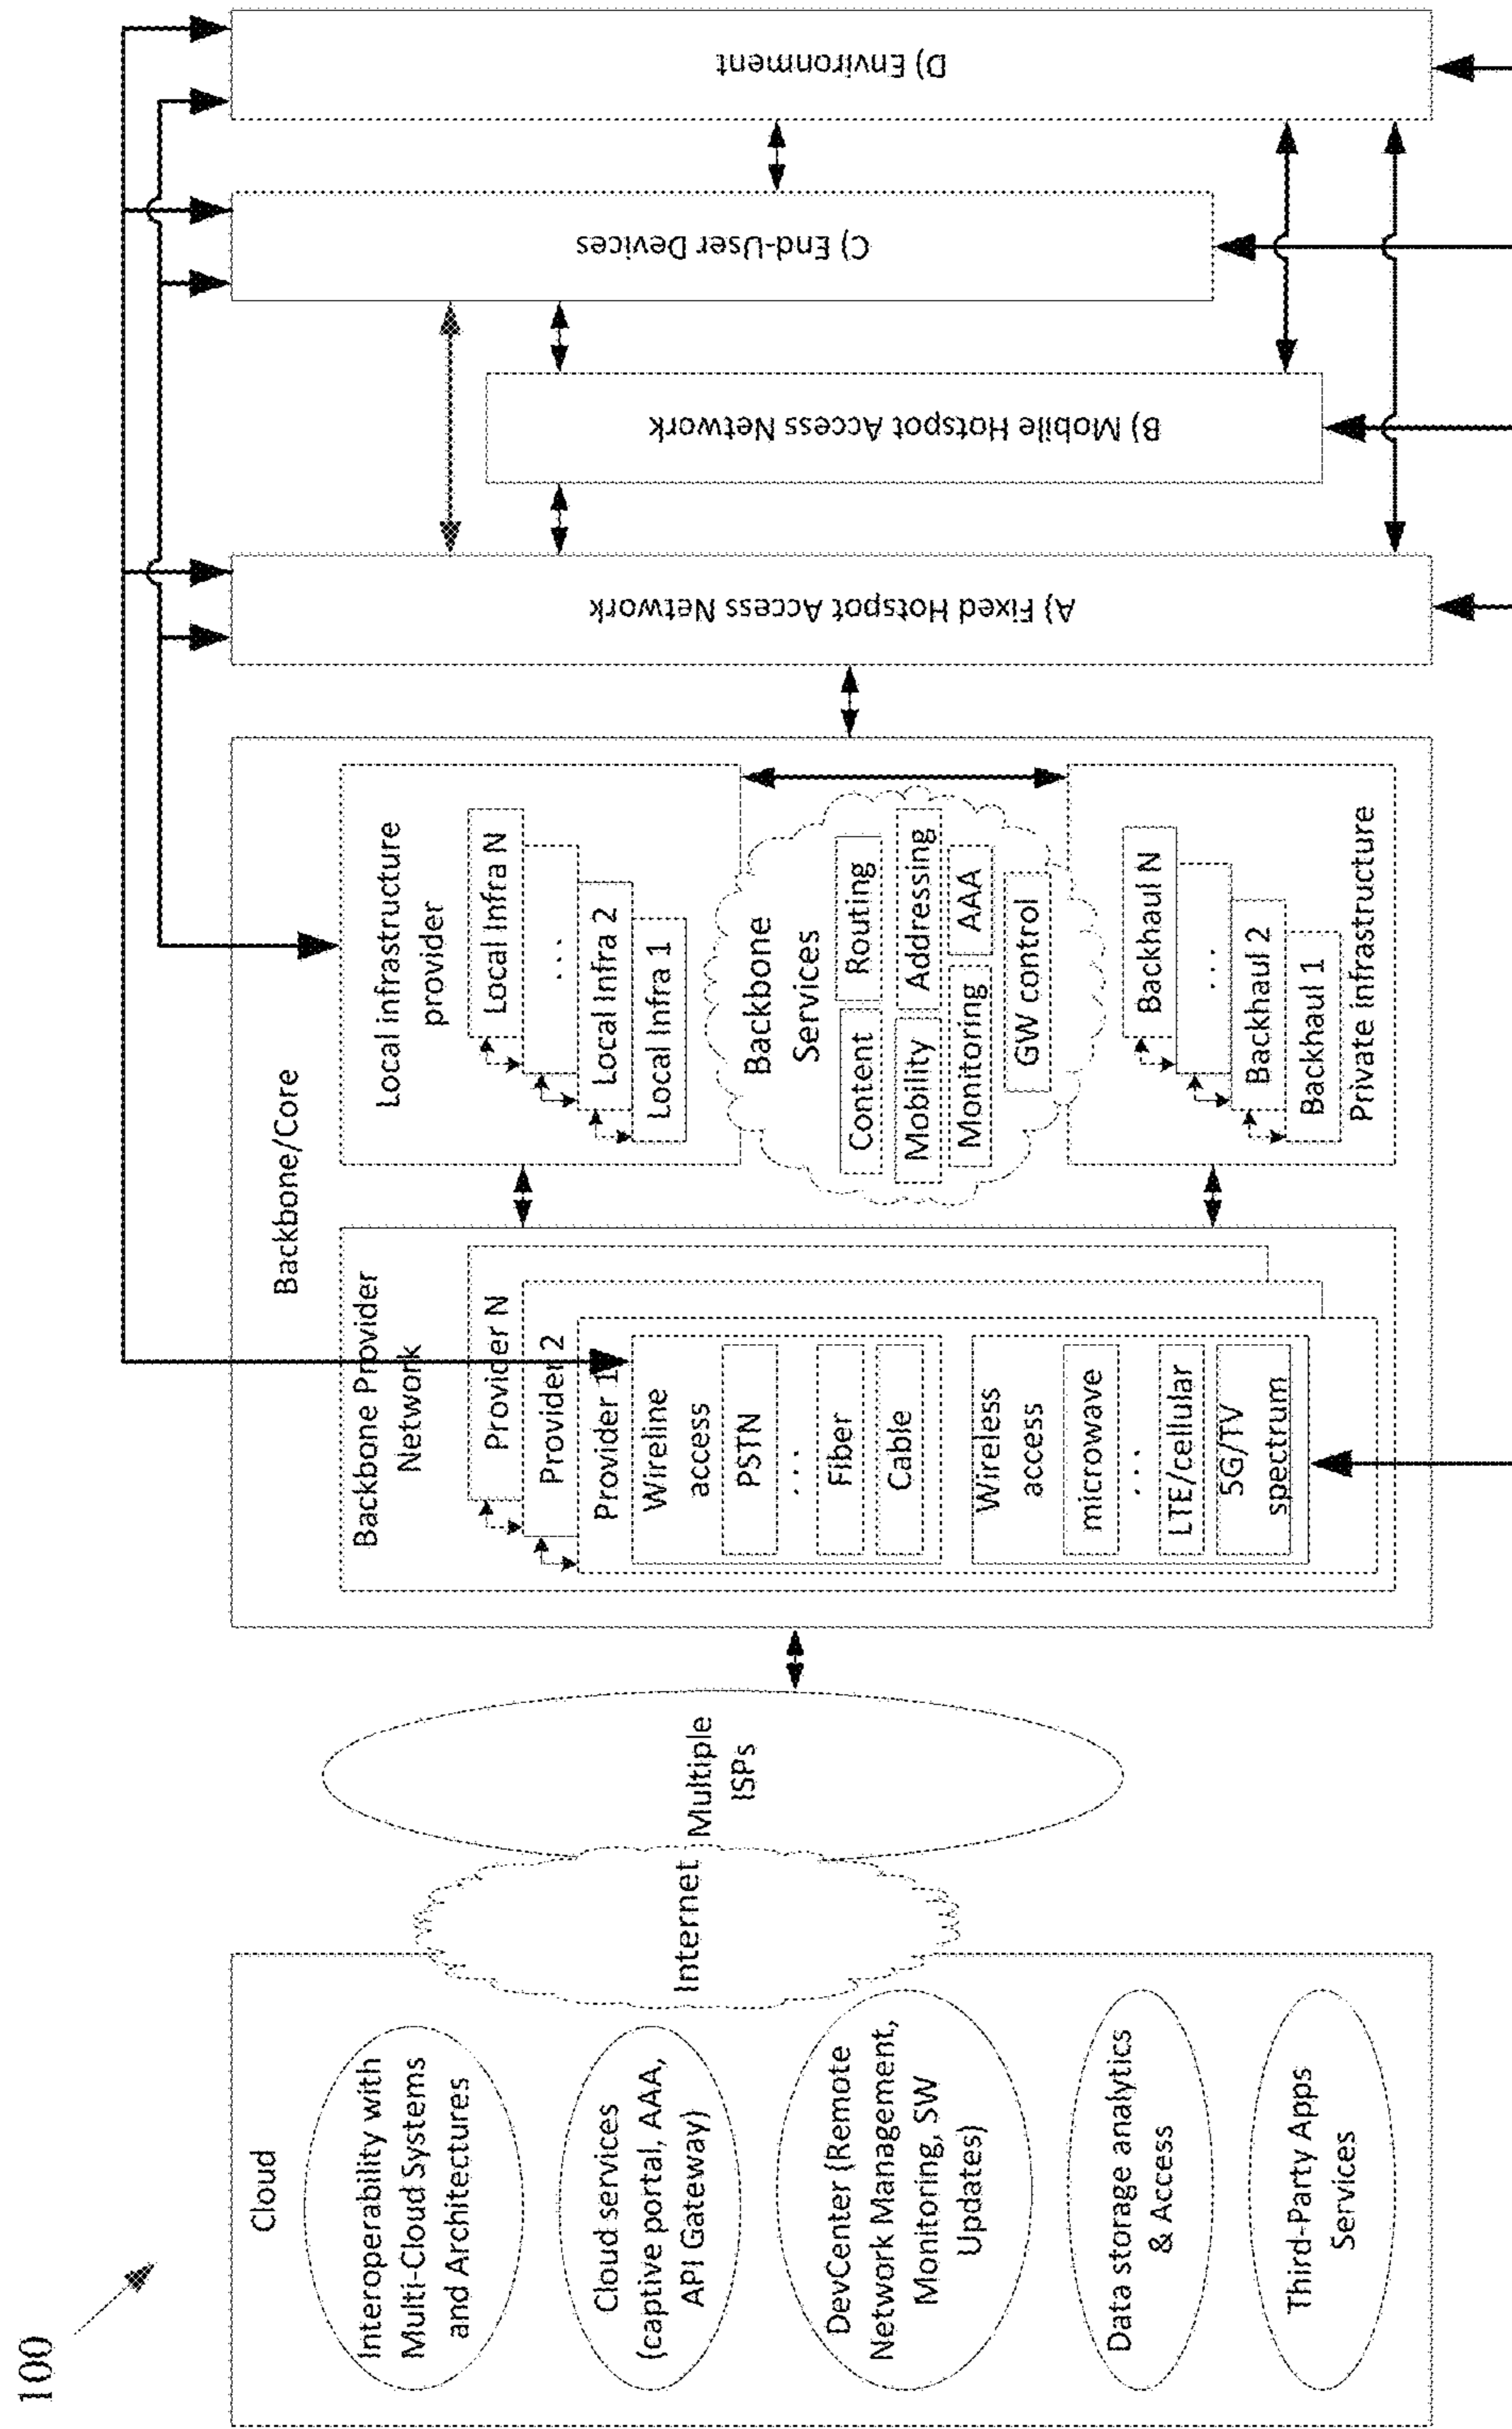 100
Cloud
Interoperability with
Multi-Cloud Systems
and Architectures
Cloud services
(captive portal, AAA,
API Gateway)
DevCenter (Remote
Network Management,
Monitoring, SW
Updates)
Data storage analytics
& Access
Third-Party Apps
Services
Internet
Multiple
ISPs
Backbone/Core
Backbone Provider
Network
Provider N
Provider 2
Provider 1
Wireline
access
PSTN
...
Fiber
Cable
Wireless
access
microwave
...
LTE/cellular
5G/TV
spectrum
Local infrastructure
provider
Local Infra N
...
Local Infra 2
Local Infra 1
Backbone
Services
Content
Routing
Mobility
Addressing
Monitoring
AAA
GW control
Backhaul N
...
Backhaul 2
Backhaul 1
Private infrastructure
A) Fixed Hotspot Access Network
B) Mobile Hotspot Access Network
C) End-User Devices
D) Environment